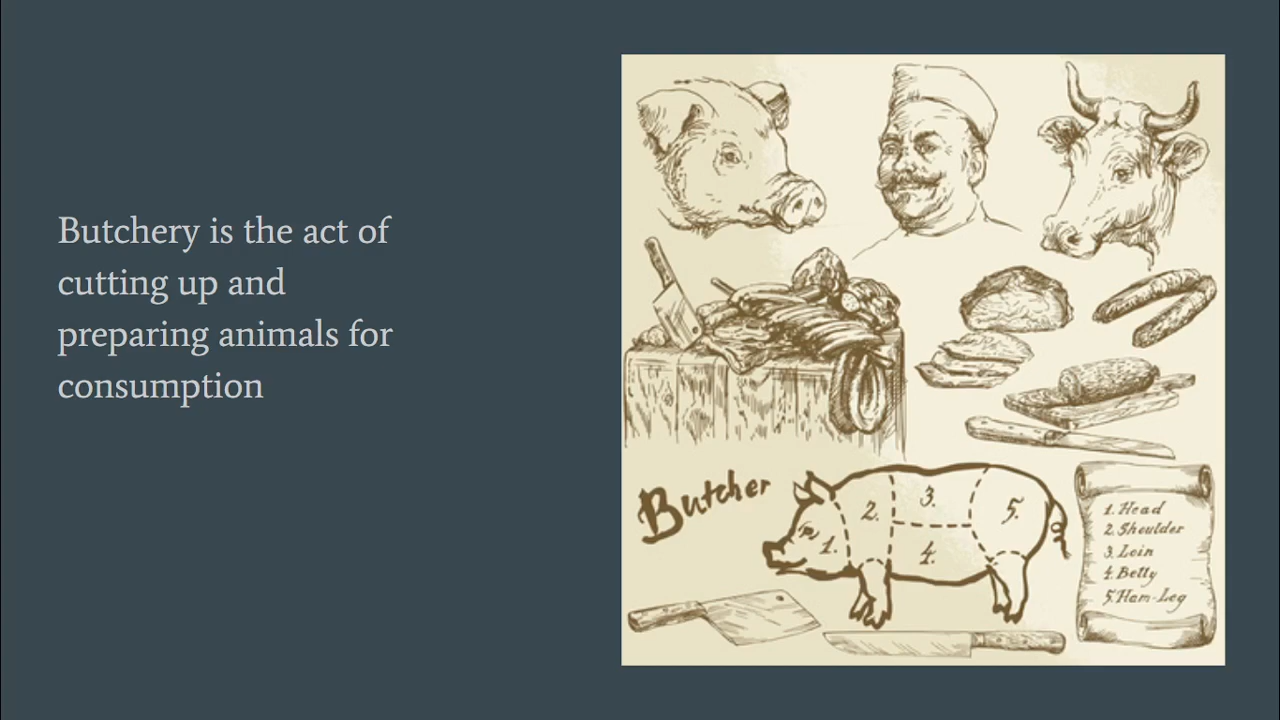 Butchery is the act of
cutting up and
preparing animals for
consumption
Butcher
1.
2.
3.
4.
5.
1. Head
2. Shoulder
3. Loin
4. Belly
5. Ham-Leg